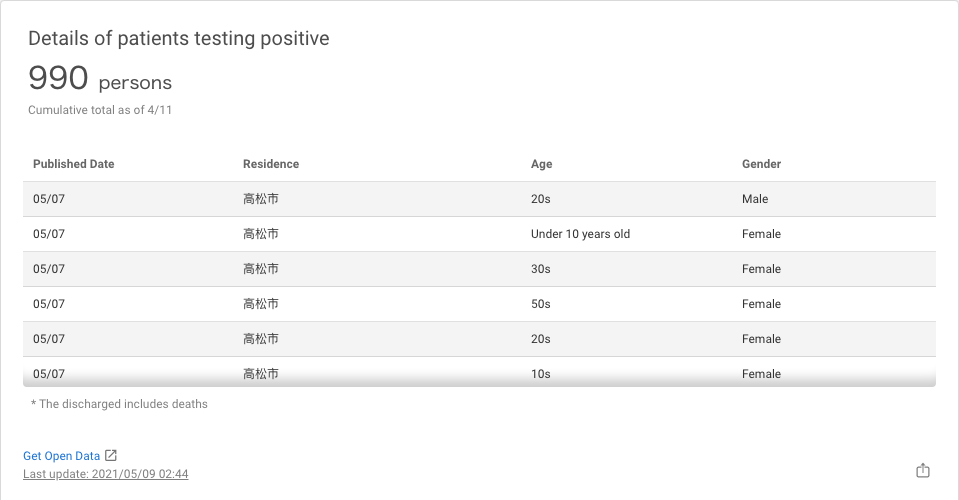 Details of patients testing positive
990 persons
Cumulative total as of 4/11
Published Date Residence Age Gender
05/07 高松市 20s Male
05/07 高松市 Under 10 years old Female
05/07 高松市 30s Female
05/07 高松市 50s Female
05/07 高松市 20s Female
05/07 高松市 10s Female
* The discharged includes deaths
Get Open Data
Last update: 2021/05/09 02:44